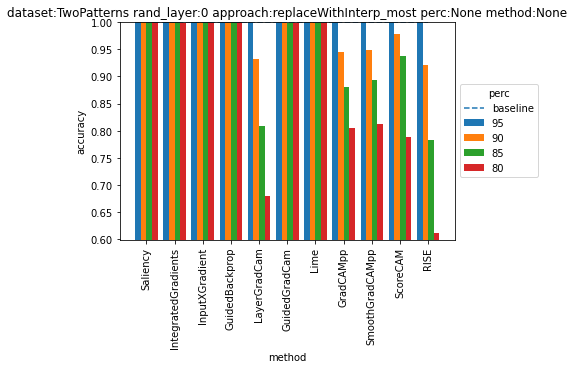 dataset:TwoPatterns rand_layer:0 approach:replaceWithInterp_most perc:None method:None
1.00
0.95
0.90
0.85
0.80
0.75
0.70
0.65
0.60
accuracy
Saliency
IntegratedGradients
InputXGradient
GuidedBackprop
LayerGradCam
GuidedGradCam
Lime
GradCAMpp
SmoothGradCAMpp
ScoreCAM
RISE
method
perc
baseline
95
90
85
80